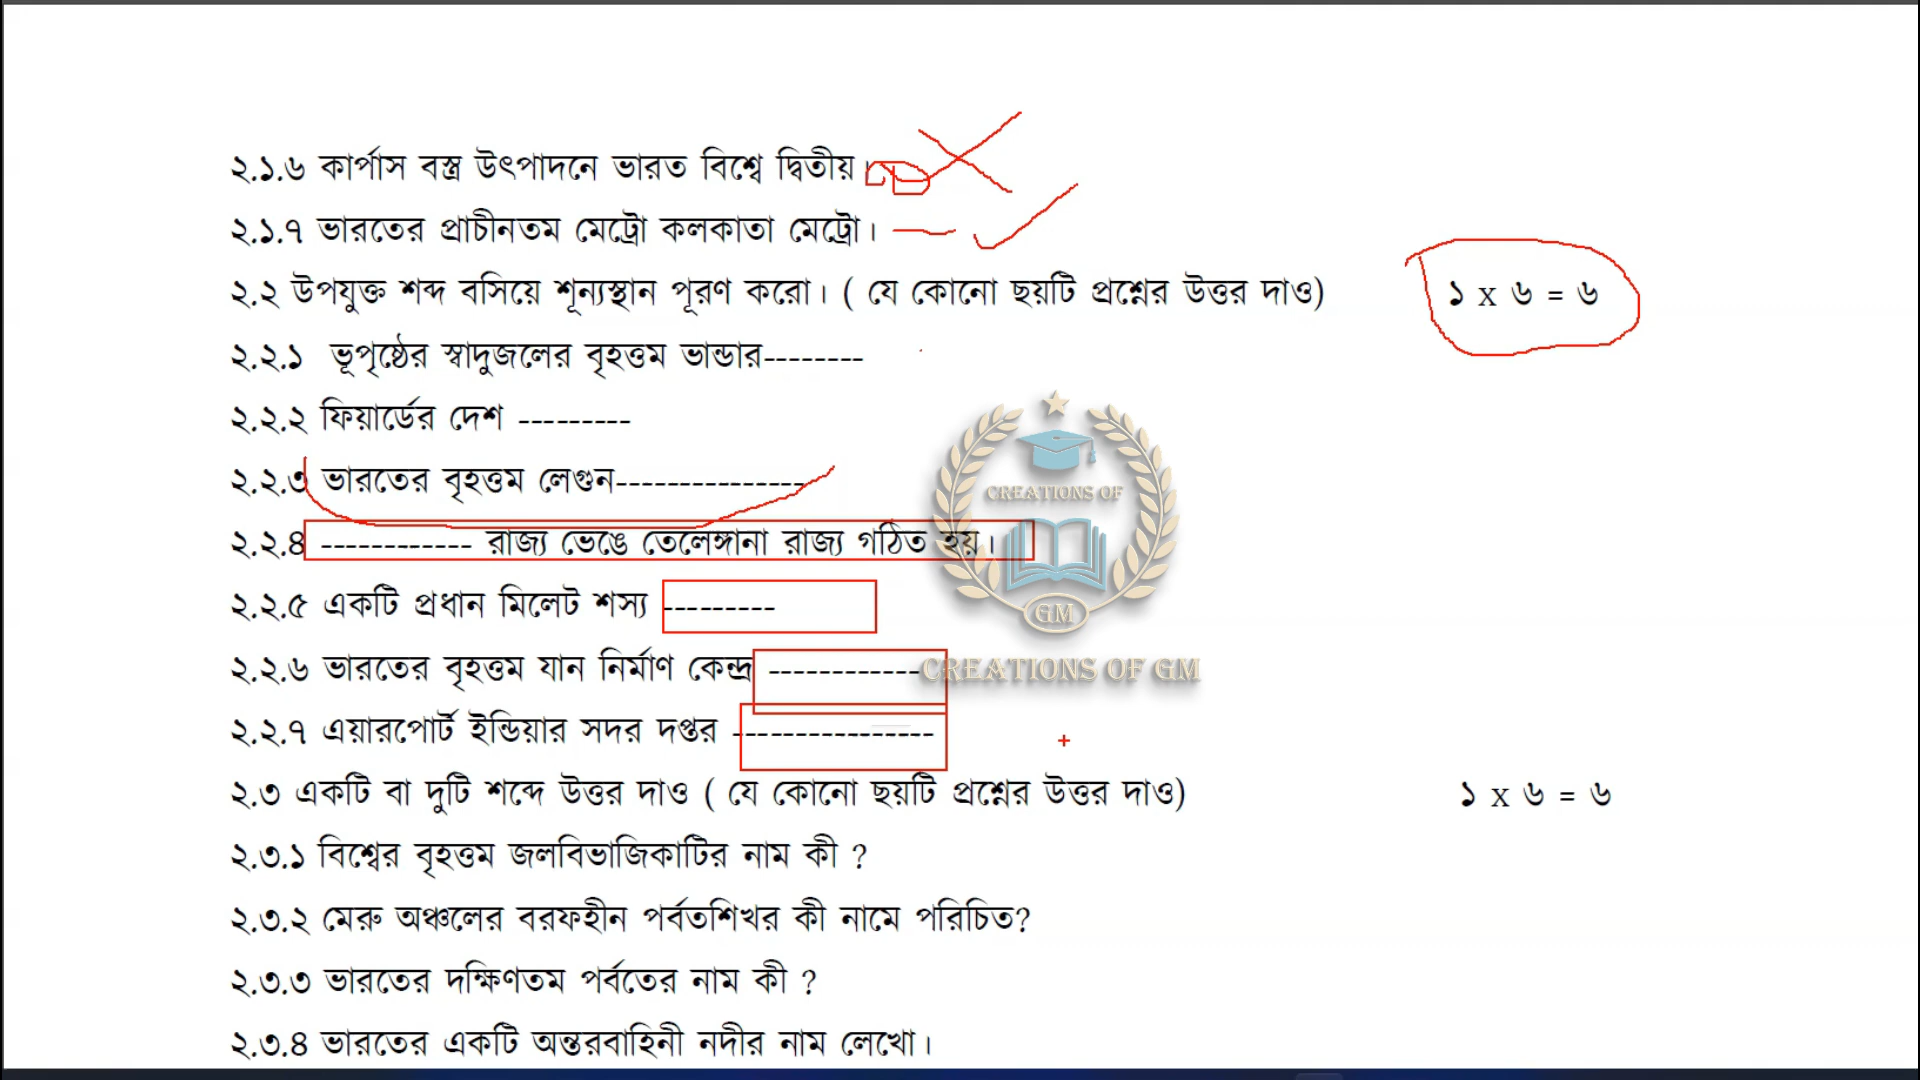 ২.১.৬ কার্পাস বস্ত্র উৎপাদনে ভারত বিশ্বে দ্বিতীয়।
২.১.৭ ভারতের প্রাচীনতম মেট্রো কলকাতা মেট্রো।
২.২ উপযুক্ত শব্দ বসিয়ে শূন্যস্থান পূরণ করো। ( যে কোনো ছয়টি প্রশ্নের উত্তর দাও) ১ x ৬ = ৬
২.২.১ ভূপৃষ্ঠের স্বাদুজলের বৃহত্তম ভান্ডার--------
২.২.২ ফিয়ার্ডের দেশ ---------
২.২.৩ ভারতের বৃহত্তম লেগুন---------------
২.২.৪ ------------ রাজ্য ভেঙে তেলেঙ্গানা রাজ্য গঠিত হয়।
২.২.৫ একটি প্রধান মিলেট শস্য ---------
২.২.৬ ভারতের বৃহত্তম যান নির্মাণ কেন্দ্র ------------
২.২.৭ এয়ারপোর্ট ইন্ডিয়ার সদর দপ্তর ----------------
২.৩ একটি বা দুটি শব্দে উত্তর দাও ( যে কোনো ছয়টি প্রশ্নের উত্তর দাও) ১ x ৬ = ৬
২.৩.১ বিশ্বের বৃহত্তম জলবিভাজিকাটির নাম কী ?
২.৩.২ মেরু অঞ্চলের বরফহীন পর্বতশিখর কী নামে পরিচিত?
২.৩.৩ ভারতের দক্ষিণতম পর্বতের নাম কী ?
২.৩.৪ ভারতের একটি অন্তরবাহিনী নদীর নাম লেখো।
CREATIONS OF
GM
CREATIONS OF GM